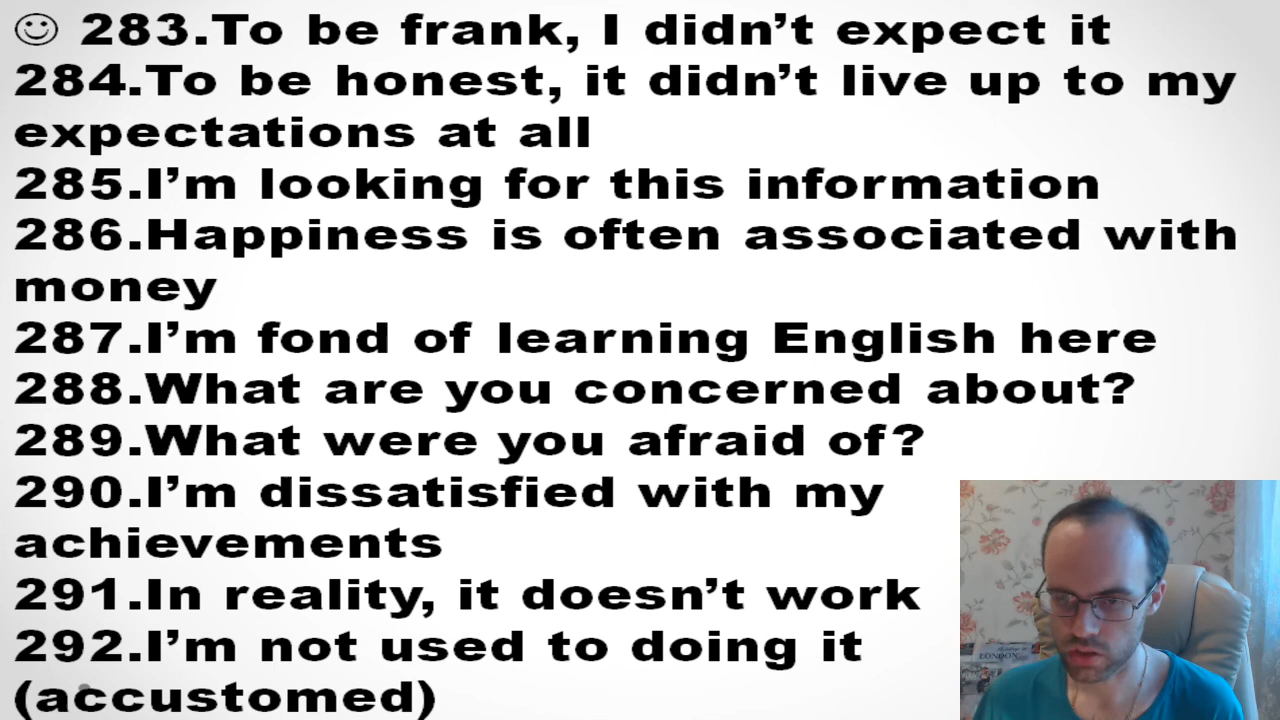 ☺ 283.To be frank, I didn’t expect it
284.To be honest, it didn’t live up to my
expectations at all
285.I’m looking for this information
286.Happiness is often associated with
money
287.I’m fond of learning English here
288.What are you concerned about?
289.What were you afraid of?
290.I’m dissatisfied with my
achievements
291.In reality, it doesn’t work
292.I’m not used to doing it
(accustomed)
LONDON